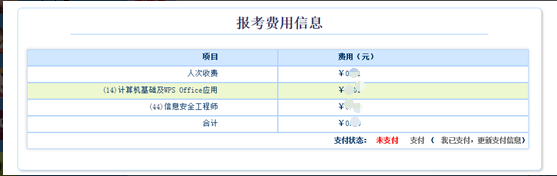 报考费用信息
项目 费用（元）
人次收费 ￥0
(14)计算机基础及WPS Office应用 ￥
(44)信息安全工程师 ￥
合计 ￥0
支付状态： 未支付 支付 （ 我已支付，更新支付信息）